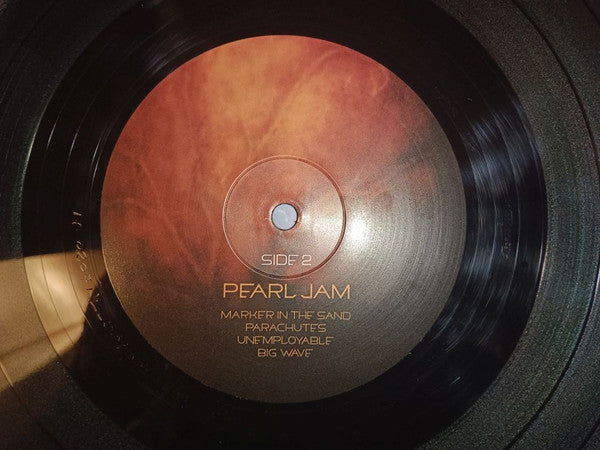 SIDE 2
PEARL JAM
MARKER IN THE SAND
PARACHUTES
UNEMPLOYABLE
BIG WAVE